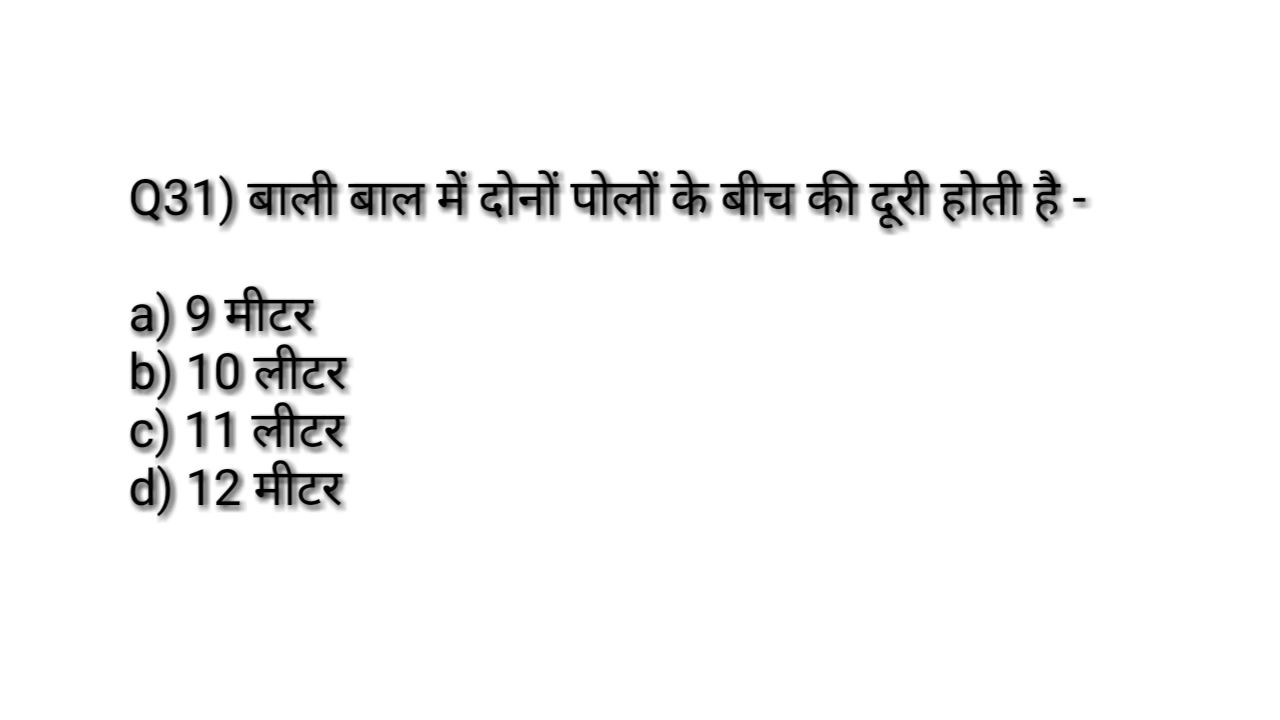 Q31) बाली बाल में दोनों पोलों के बीच की दूरी होती है -
a) 9 मीटर
b) 10 लीटर
c) 11 लीटर
d) 12 मीटर